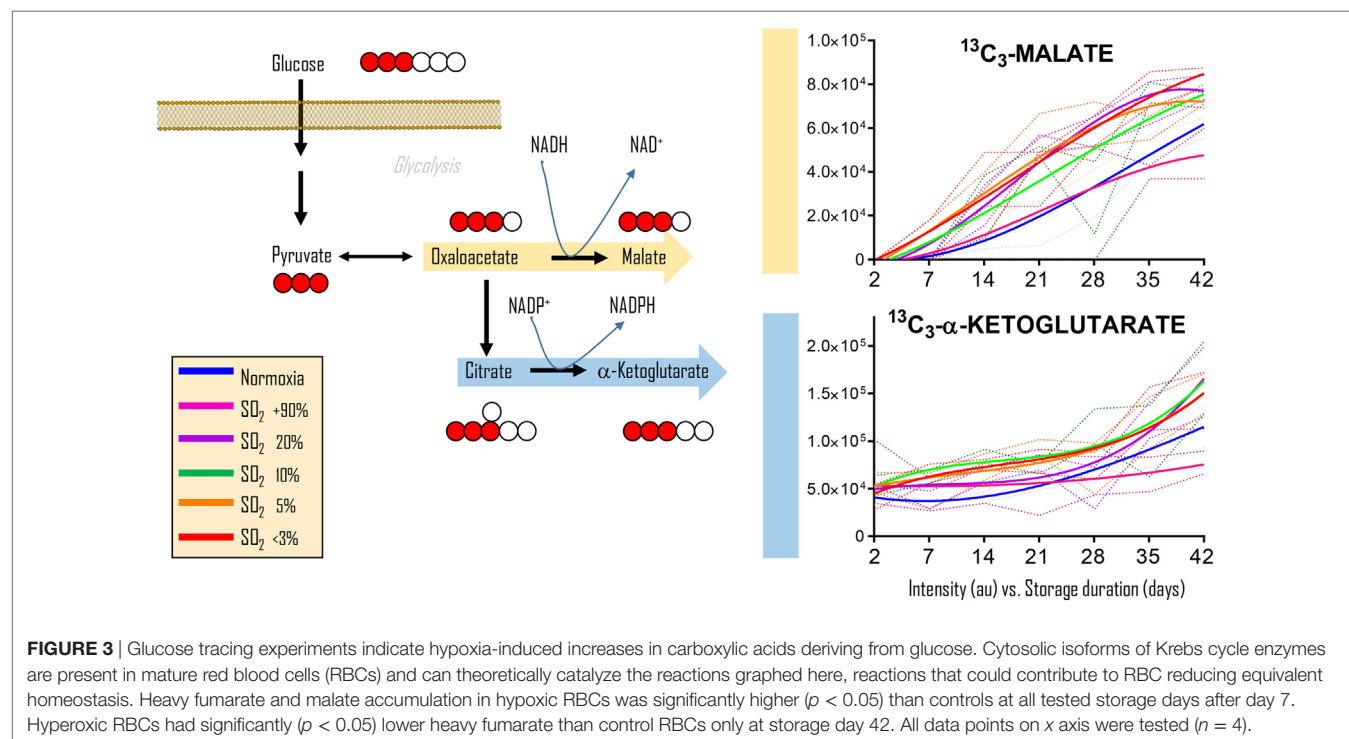 Glucose
Glycolysis
NADH
NAD⁺
Pyruvate
Oxaloacetate
Malate
NADP⁺
NADPH
Citrate
α-Ketoglutarate
Normoxia
SO₂ +90%
SO₂ 20%
SO₂ 10%
SO₂ 5%
SO₂ <3%
¹³C₃-MALATE
1.0×10⁵
8.0×10⁴
6.0×10⁴
4.0×10⁴
2.0×10⁴
0
2 7 14 21 28 35 42
¹³C₃-α-KETOGLUTARATE
2.0×10⁵
1.5×10⁵
1.0×10⁵
5.0×10⁴
0
2 7 14 21 28 35 42
Intensity (au) vs. Storage duration (days)
FIGURE 3 | Glucose tracing experiments indicate hypoxia-induced increases in carboxylic acids deriving from glucose. Cytosolic isoforms of Krebs cycle enzymes
are present in mature red blood cells (RBCs) and can theoretically catalyze the reactions graphed here, reactions that could contribute to RBC reducing equivalent
homeostasis. Heavy fumarate and malate accumulation in hypoxic RBCs was significantly higher (p < 0.05) than controls at all tested storage days after day 7.
Hyperoxic RBCs had significantly (p < 0.05) lower heavy fumarate than control RBCs only at storage day 42. All data points on x axis were tested (n = 4).